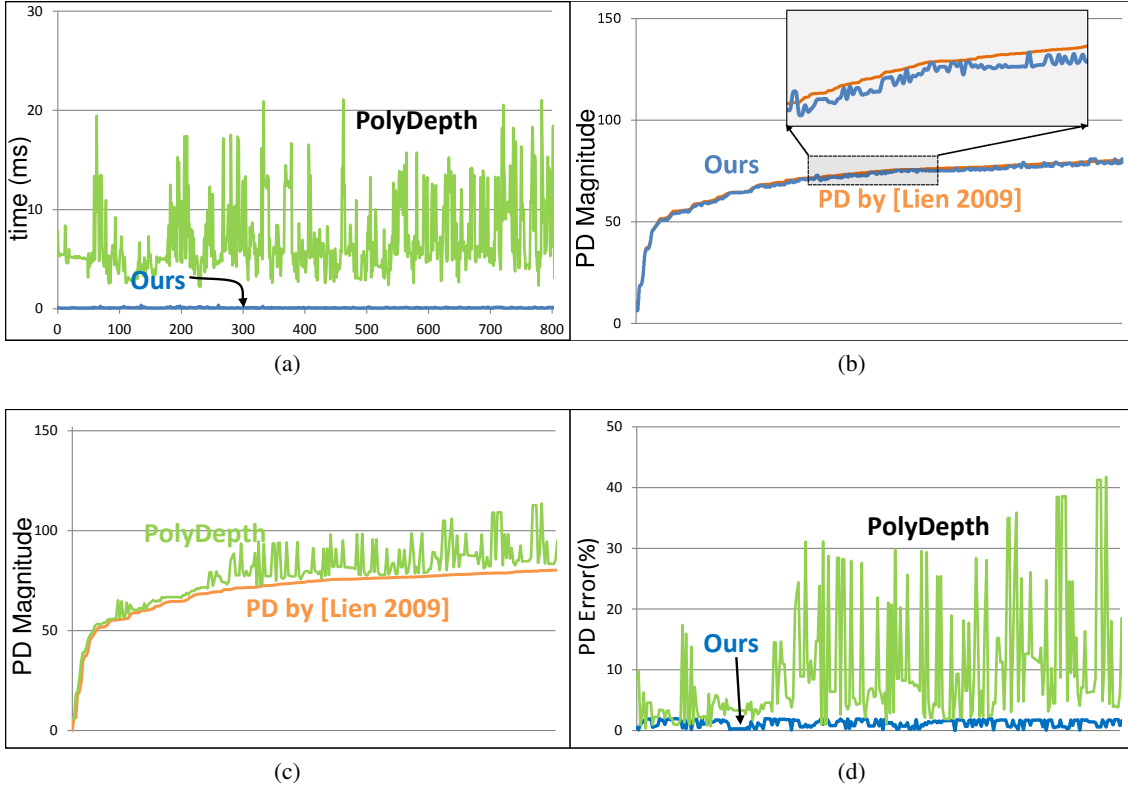 30
20
10
0
time (ms)
PolyDepth
Ours
0 100 200 300 400 500 600 700 800
(a)
150
100
50
0
PD Magnitude
Ours
PD by [Lien 2009]
(b)
150
100
50
0
PD Magnitude
PolyDepth
PD by [Lien 2009]
(c)
50
40
30
20
10
0
PD Error(%)
PolyDepth
Ours
(d)